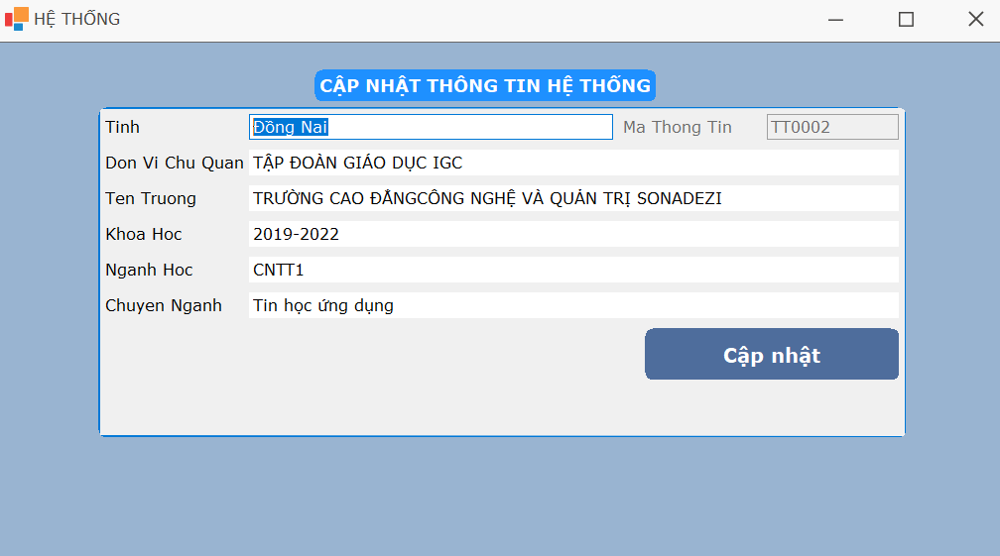 HỆ THỐNG
CẬP NHẬT THÔNG TIN HỆ THỐNG
Tinh Đồng Nai Ma Thong Tin TT0002
Don Vi Chu Quan TẬP ĐOÀN GIÁO DỤC IGC
Ten Truong TRƯỜNG CAO ĐẲNGCÔNG NGHỆ VÀ QUẢN TRỊ SONADEZI
Khoa Hoc 2019-2022
Nganh Hoc CNTT1
Chuyen Nganh Tin học ứng dụng
Cập nhật